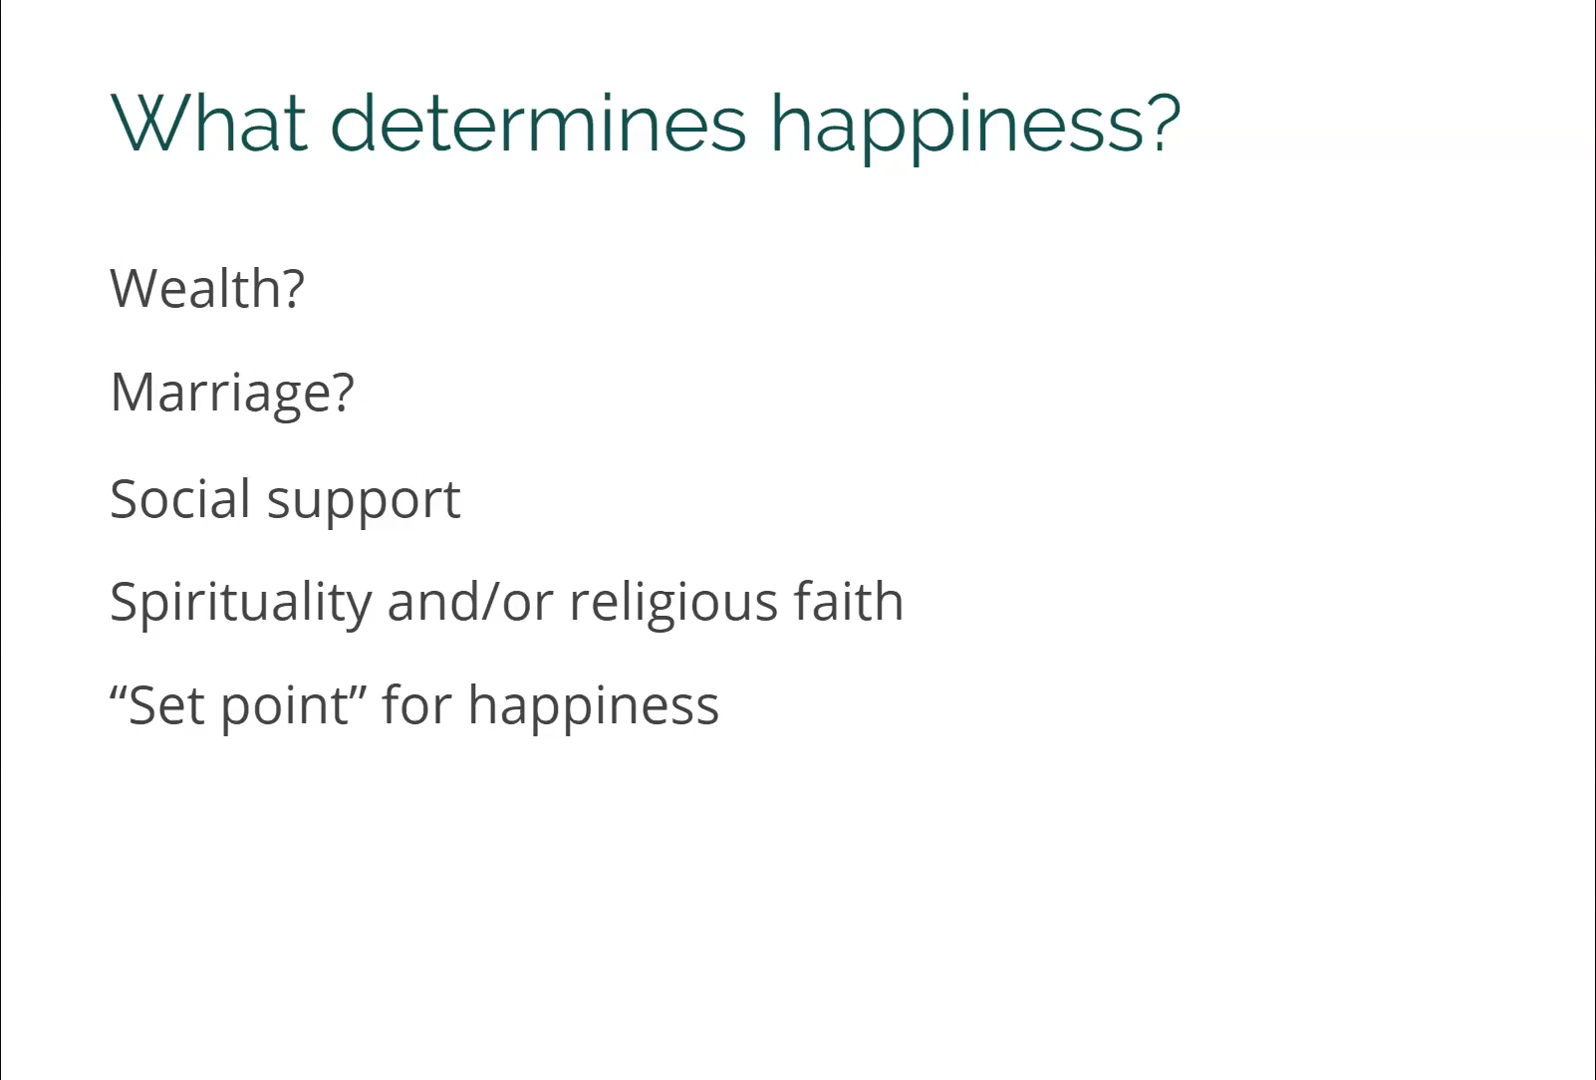 What determines happiness?
Wealth?
Marriage?
Social support
Spirituality and/or religious faith
“Set point” for happiness